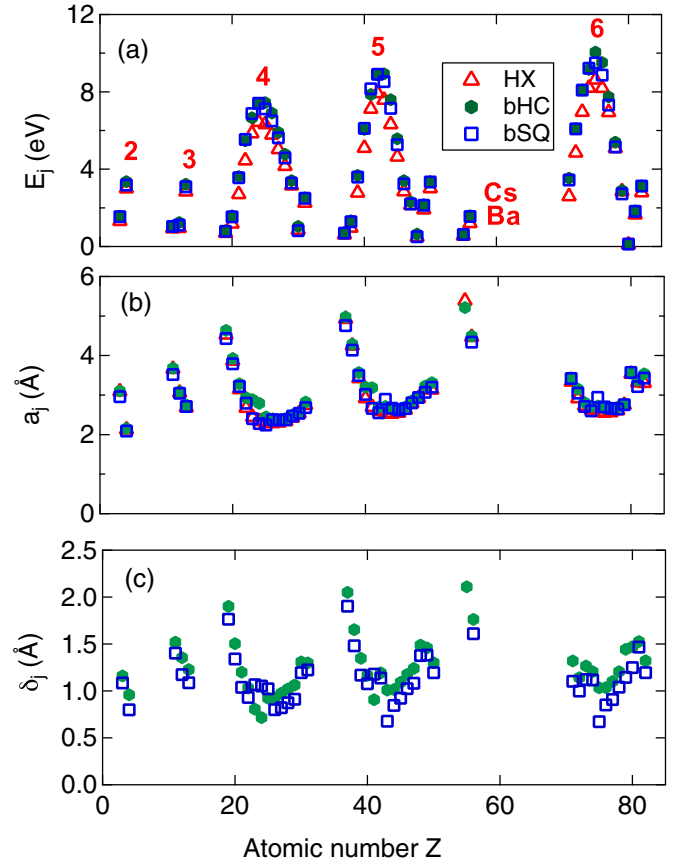 12
(a)
6
5
4
HX
bHC
bSQ
8
E_j (eV)
2
3
4
Cs
Ba
0
6
(b)
4
a_j (Å)
2
0
2.5
(c)
2.0
1.5
δ_j (Å)
1.0
0.5
0.0
0 20 40 60 80
Atomic number Z